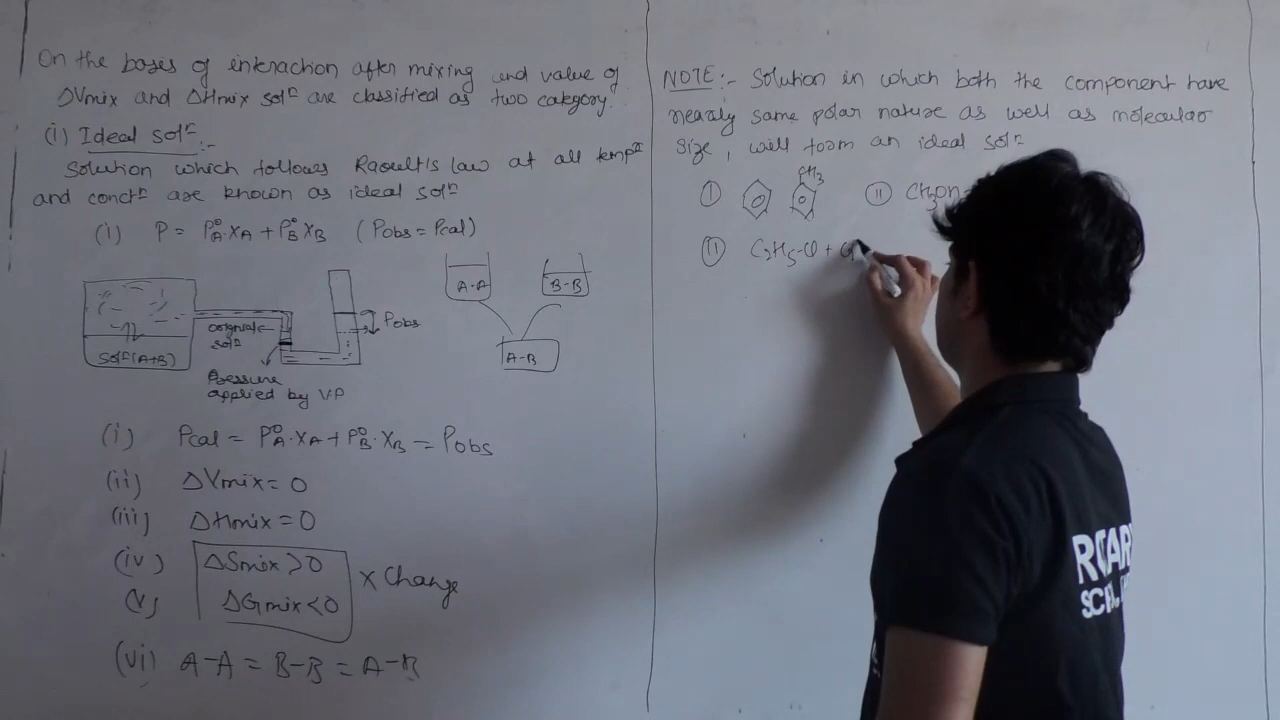 On the bases of interaction after mixing and value of
ΔVmix and ΔHmix solⁿ are classified as two category.
(i) Ideal solⁿ:-
Solution which follows Raoult's law at all tempʳ
and conctⁿ are known as ideal solⁿ
(i) P = P°A.XA + P°B XB (Pobs = Pcal)
A-A B-B
Pobs
original
solⁿ
solⁿ(A+B)
A-B
Pressure
applied by V.P
(i) Pcal = P°A.XA + P°B.XB = Pobs
(ii) ΔVmix = 0
(iii) ΔHmix = 0
(iv) ΔSmix > 0
x Change
(v) ΔGmix < 0
(vi) A-A = B-B = A-B
NOTE:- Solution in which both the component have
nearly same polar nature as well as molecular
size, will form an ideal solⁿ
CH3
(I) (II)
(II) C2H5-Cl +